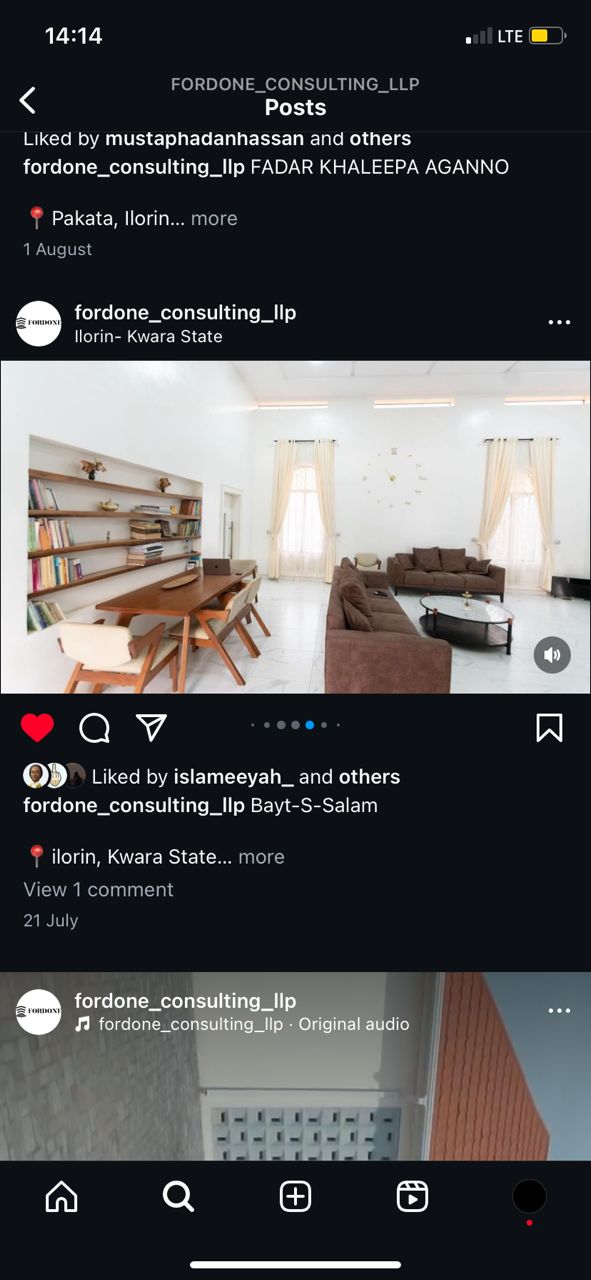 14:14
LTE
FORDONE_CONSULTING_LLP
Posts
Liked by mustaphadanhassan and others
fordone_consulting_llp FADAR KHALEEPA AGANNO
📍 Pakata, Ilorin... more
1 August
FORDONE
fordone_consulting_llp
Ilorin- Kwara State
Liked by islameeyah_ and others
fordone_consulting_llp Bayt-S-Salam
📍 ilorin, Kwara State... more
View 1 comment
21 July
FORDONE
fordone_consulting_llp
fordone_consulting_llp · Original audio